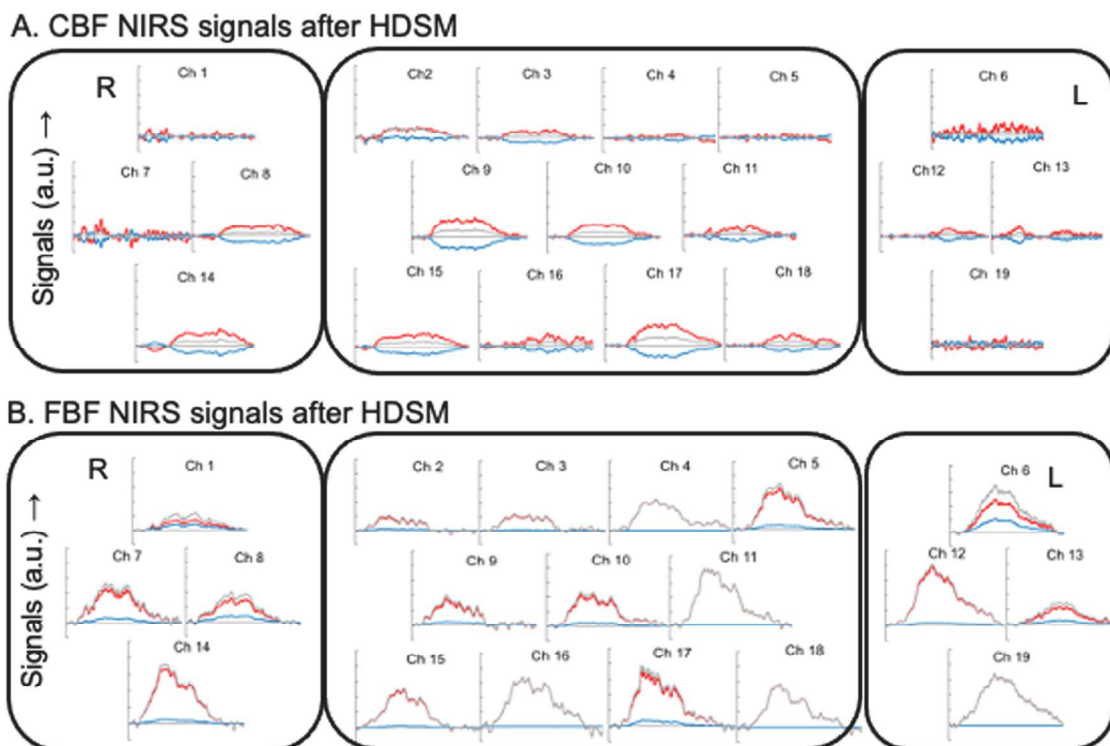 A. CBF NIRS signals after HDSM
R
Ch 1
Ch2
Ch 3
Ch 4
Ch 5
Ch 6
L
Signals (a.u.) →
Ch 7
Ch 8
Ch 9
Ch 10
Ch 11
Ch12
Ch 13
Ch 14
Ch 15
Ch 16
Ch 17
Ch 18
Ch 19
B. FBF NIRS signals after HDSM
R
Ch 1
Ch 2
Ch 3
Ch 4
Ch 5
Ch 6
L
Signals (a.u.) →
Ch 7
Ch 8
Ch 9
Ch 10
Ch 11
Ch 12
Ch 13
Ch 14
Ch 15
Ch 16
Ch 17
Ch 18
Ch 19